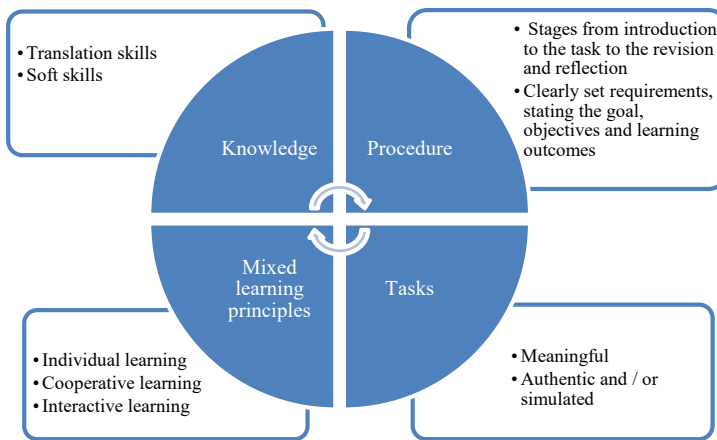 • Translation skills
• Soft skills
• Stages from introduction
to the task to the revision
and reflection
• Clearly set requirements,
stating the goal,
objectives and learning
outcomes
Knowledge
Procedure
Mixed
learning
principles
Tasks
• Individual learning
• Cooperative learning
• Interactive learning
• Meaningful
• Authentic and / or
simulated